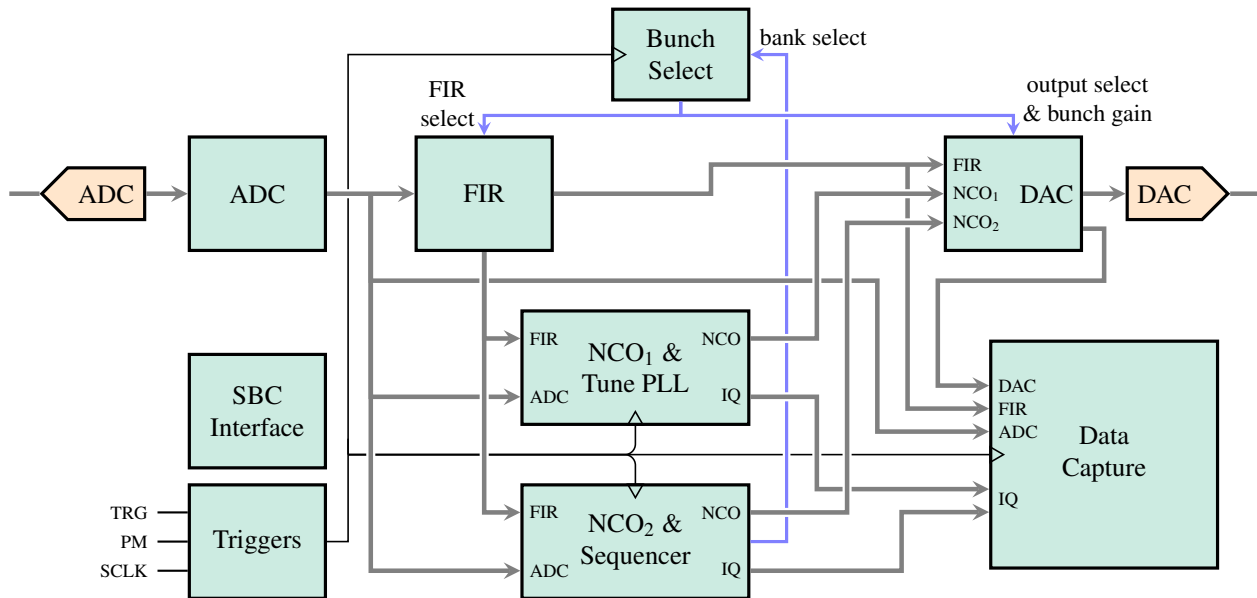 Bunch
Select
bank select
FIR
select
output select
& bunch gain
ADC
ADC
FIR
FIR
NCO₁
NCO₂
DAC
DAC
FIR
ADC
NCO₁ &
Tune PLL
NCO
IQ
SBC
Interface
DAC
FIR
ADC
IQ
Data
Capture
TRG
PM
SCLK
Triggers
FIR
ADC
NCO₂ &
Sequencer
NCO
IQ